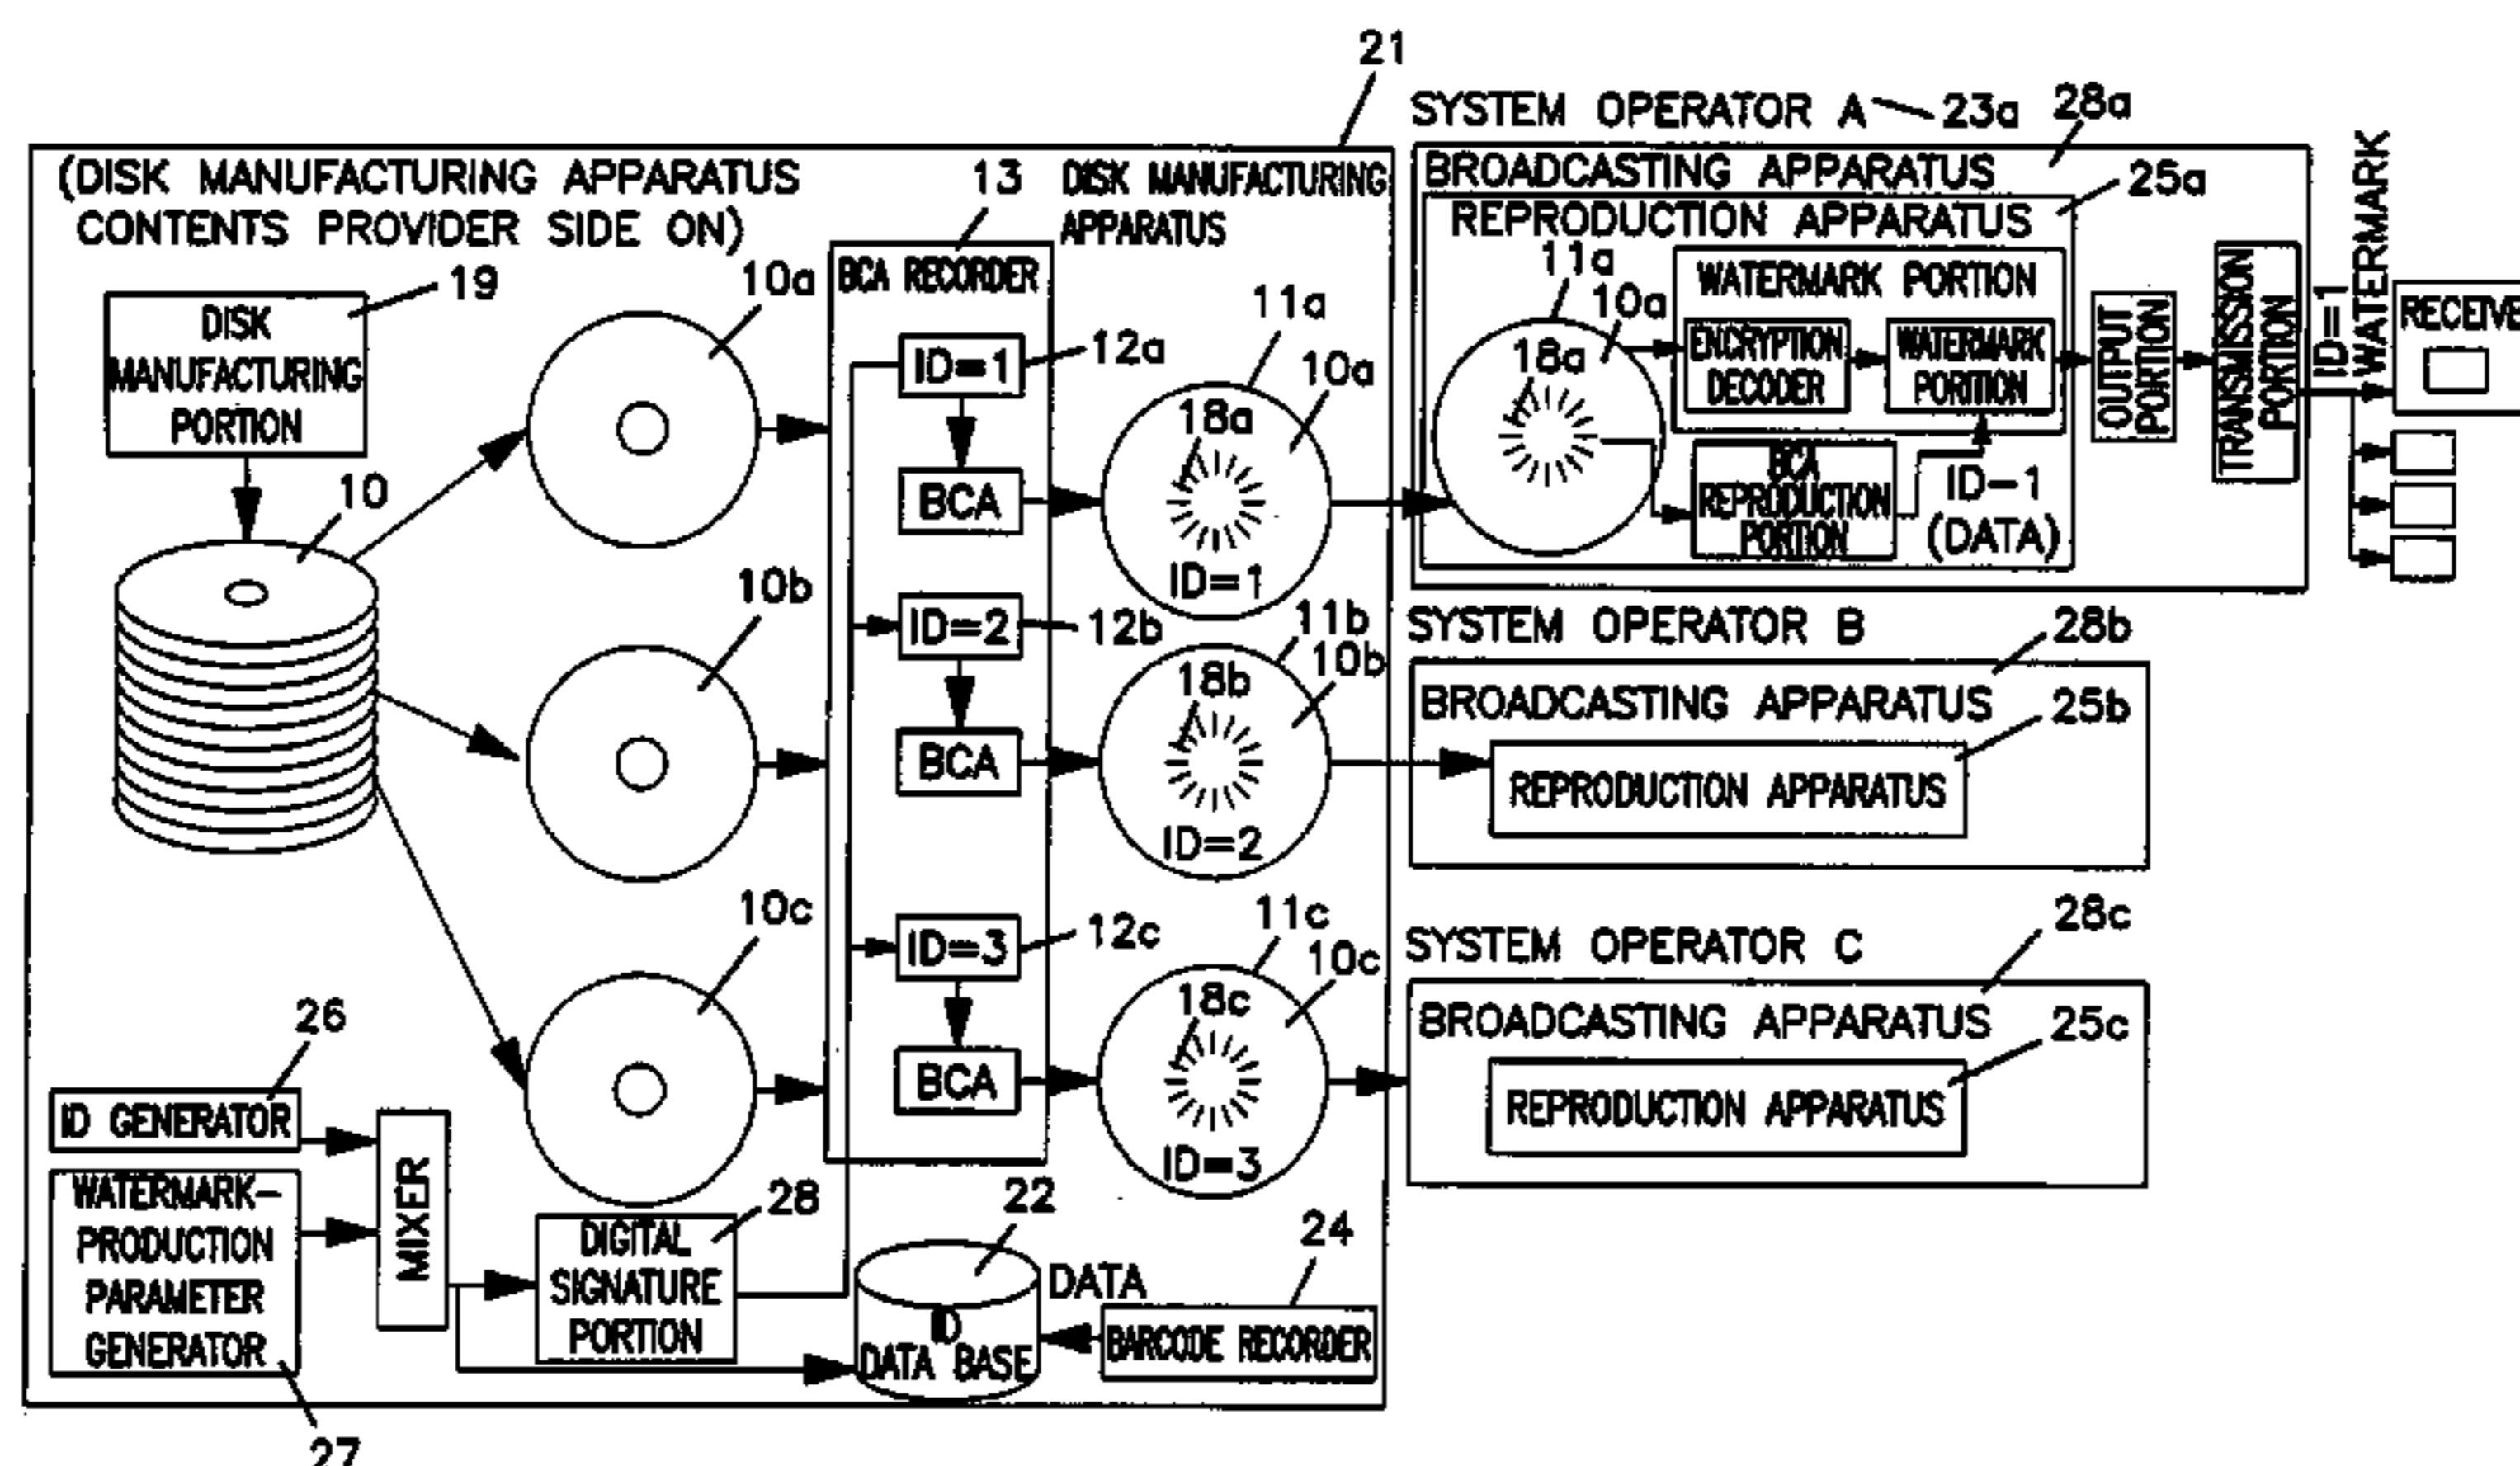 21
SYSTEM OPERATOR A
23a
28a
(DISK MANUFACTURING APPARATUS
CONTENTS PROVIDER SIDE ON)
13
DISK MANUFACTURING
APPARATUS
BROADCASTING APPARATUS
25a
REPRODUCTION APPARATUS
WATERMARK
ID=1
19
DISK
MANUFACTURING
PORTION
10
10a
BCA RECORDER
ID=1
12a
BCA
11a
10a
18a
ID=1
11a
10a
18a
WATERMARK PORTION
ENCRYPTION
DECODER
WATERMARK
PORITION
BCA
REPRODUCTION
PORTION
ID-1
(DATA)
OUTPUT
PORTION
TRANSMISSION
PORTION
RECEIVE
10b
ID=2
12b
BCA
11b
10b
18b
ID=2
SYSTEM OPERATOR B
28b
BROADCASTING APPARATUS
25b
REPRODUCTION APPARATUS
10c
ID=3
12c
BCA
11c
10c
18c
ID=3
SYSTEM OPERATOR C
28c
BROADCASTING APPARATUS
25c
REPRODUCTION APPARATUS
26
ID GENERATOR
WATERMARK-
PRODUCTION
PARAMETER
GENERATOR
27
MIXER
28
DIGITAL
SIGNATURE
PORTION
22
DATA
ID
DATA BASE
24
BARCODE RECORDER